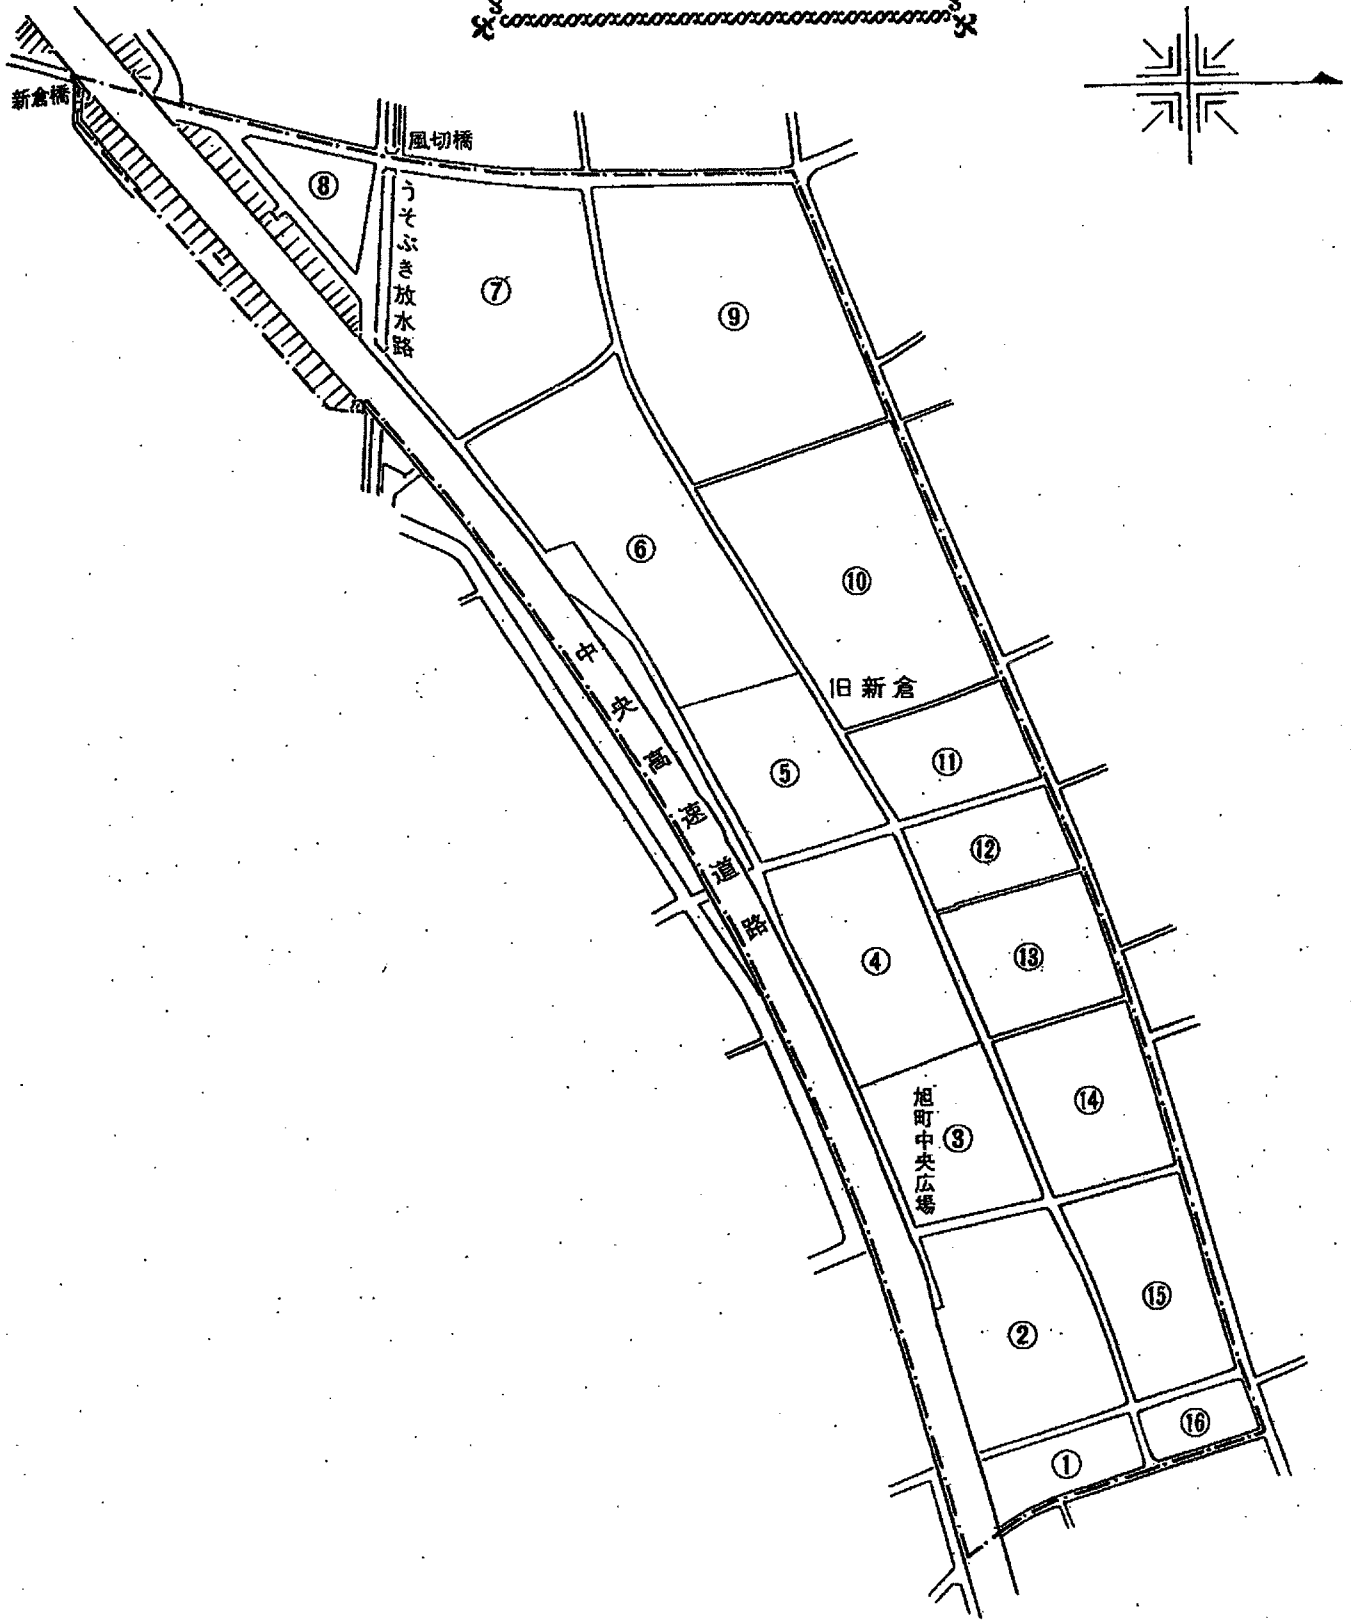 新倉橋
風切橋
うそぶき放水路
⑧
⑦
⑨
⑥
⑩
旧新倉
中央高速道路
⑤
⑪
⑫
④
⑬
旭町中央広場
③
⑭
②
⑮
①
⑯